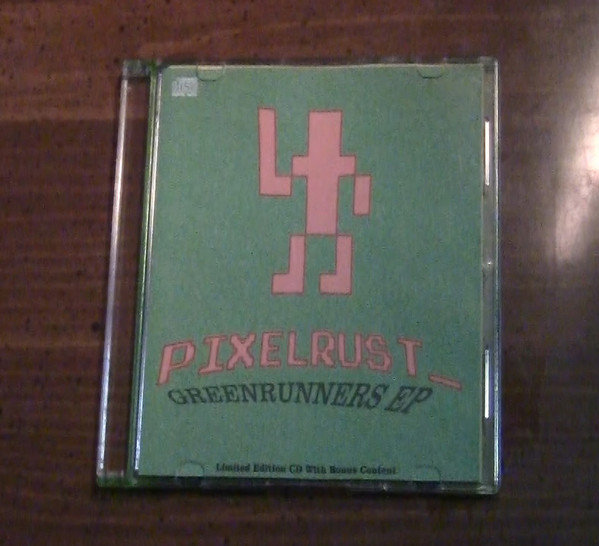 PIXELRUST_
GREENRUNNERS EP
Limited Edition CD With Bonus Content